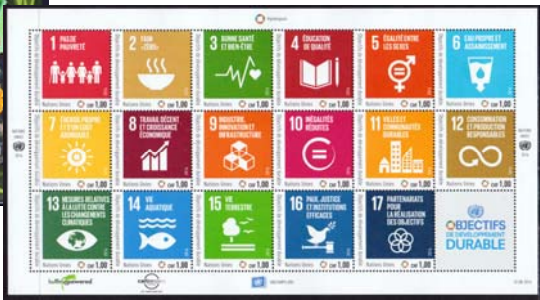 1 PAS DE
PAUVRETÉ
2 FAIM
«ZÉRO»
3 BONNE SANTÉ
ET BIEN-ÊTRE
4 ÉDUCATION
DE QUALITÉ
5 ÉGALITÉ ENTRE
LES SEXES
6 EAU PROPRE ET
ASSAINISSEMENT
Nations Unies CHF 1,00
Nations Unies CHF 1,00
Nations Unies CHF 1,00
Nations Unies CHF 1,00
Nations Unies CHF 1,00
Nations Unies CHF 1,00
7 ÉNERGIE PROPRE
ET D'UN COÛT
ABORDABLE
8 TRAVAIL DÉCENT
ET CROISSANCE
ÉCONOMIQUE
9 INDUSTRIE,
INNOVATION ET
INFRASTRUCTURE
10 INÉGALITÉS
RÉDUITES
11 VILLES ET
COMMUNAUTÉS
DURABLES
12 CONSOMMATION
ET PRODUCTION
RESPONSABLES
Nations Unies CHF 1,00
Nations Unies CHF 1,00
Nations Unies CHF 1,00
Nations Unies CHF 1,00
Nations Unies CHF 1,00
Nations Unies CHF 1,00
13 MESURES RELATIVES
À LA LUTTE CONTRE
LES CHANGEMENTS
CLIMATIQUES
14 VIE
AQUATIQUE
15 VIE
TERRESTRE
16 PAIX, JUSTICE
ET INSTITUTIONS
EFFICACES
17 PARTENARIATS
POUR
LA RÉALISATION
DES OBJECTIFS
OBJECTIFS
DE DÉVELOPPEMENT
DURABLE
Nations Unies CHF 1,00
Nations Unies CHF 1,00
Nations Unies CHF 1,00
Nations Unies CHF 1,00
Nations Unies CHF 1,00